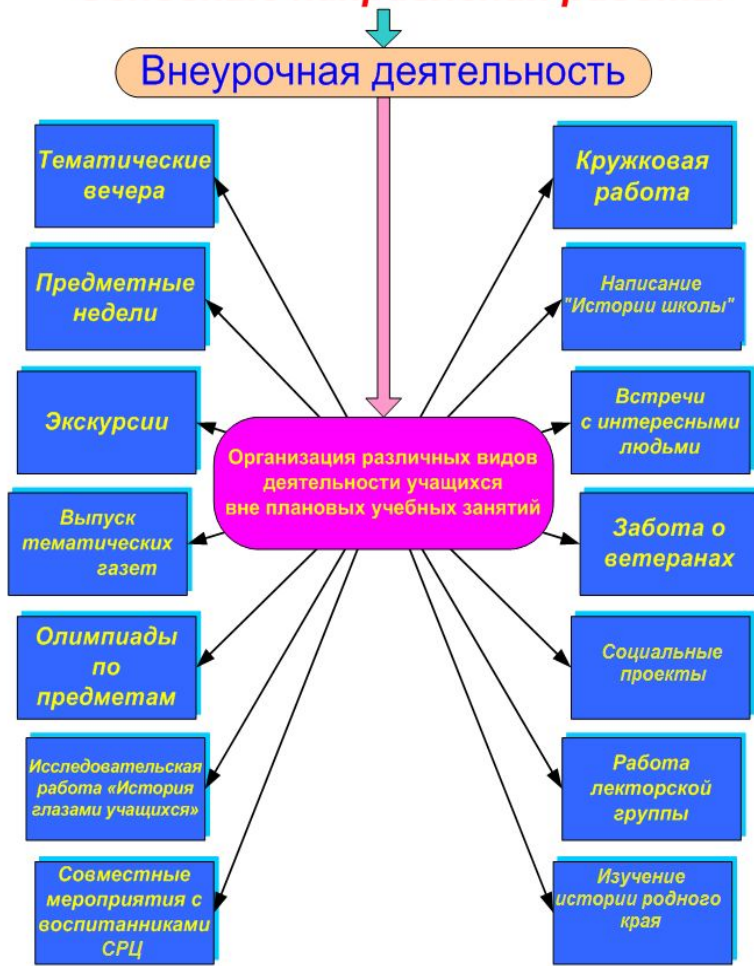 Внеурочная деятельность
Тематические
вечера
Предметные
недели
Экскурсии
Выпуск
тематических
газет
Олимпиады
по
предметам
Исследовательская
работа «История
глазами учащихся»
Совместные
мероприятия с
воспитанниками
СРЦ
Организация различных видов
деятельности учащихся
вне плановых учебных занятий
Кружковая
работа
Написание
"Истории школы"
Встречи
с интересными
людьми
Забота о
ветеранах
Социальные
проекты
Работа
лекторской
группы
Изучение
истории родного
края